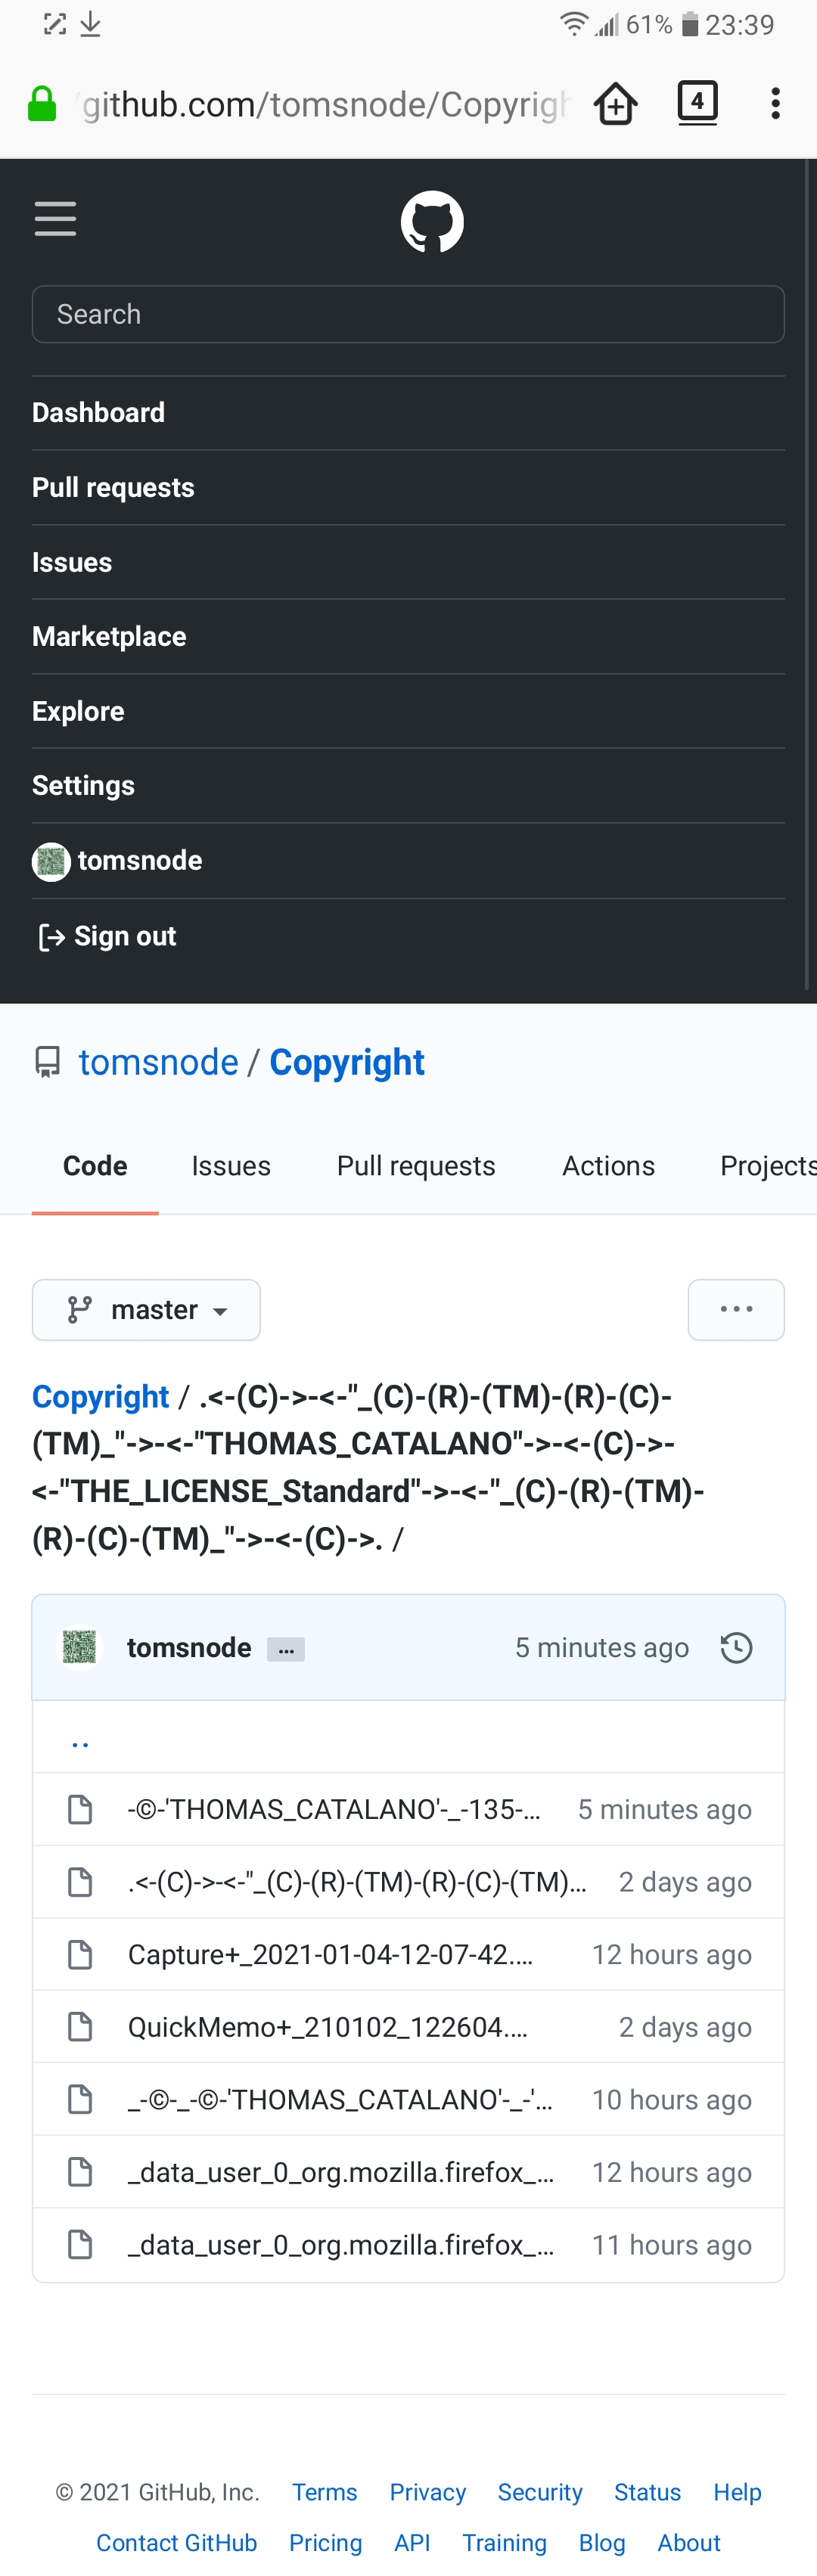 61% 23:39
github.com/tomsnode/Copyrigh 4
Search
Dashboard
Pull requests
Issues
Marketplace
Explore
Settings
tomsnode
Sign out
tomsnode / Copyright
Code Issues Pull requests Actions Projects
master ...
Copyright / .<-(C)->-<-"_(C)-(R)-(TM)-(R)-(C)-
(TM)_"->-<-"THOMAS_CATALANO"->-<-(C)->-
<-"THE_LICENSE_Standard"->-<-"_(C)-(R)-(TM)-
(R)-(C)-(TM)_"->-<-(C)->. /
tomsnode ... 5 minutes ago
..
-©-'THOMAS_CATALANO'-_-135-... 5 minutes ago
.<-(C)->-<-"_(C)-(R)-(TM)-(R)-(C)-(TM)... 2 days ago
Capture+_2021-01-04-12-07-42.... 12 hours ago
QuickMemo+_210102_122604.... 2 days ago
_-©-_-©-'THOMAS_CATALANO'-_-'... 10 hours ago
_data_user_0_org.mozilla.firefox_... 12 hours ago
_data_user_0_org.mozilla.firefox_... 11 hours ago
© 2021 GitHub, Inc. Terms Privacy Security Status Help
Contact GitHub Pricing API Training Blog About